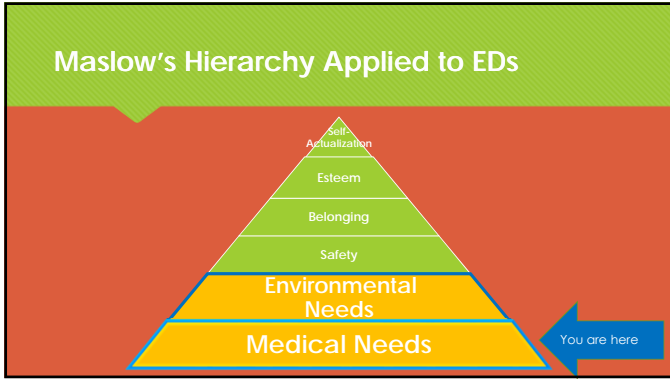 Maslow's Hierarchy Applied to EDs
Self-
Actualization
Esteem
Belonging
Safety
Environmental
Needs
Medical Needs
You are here